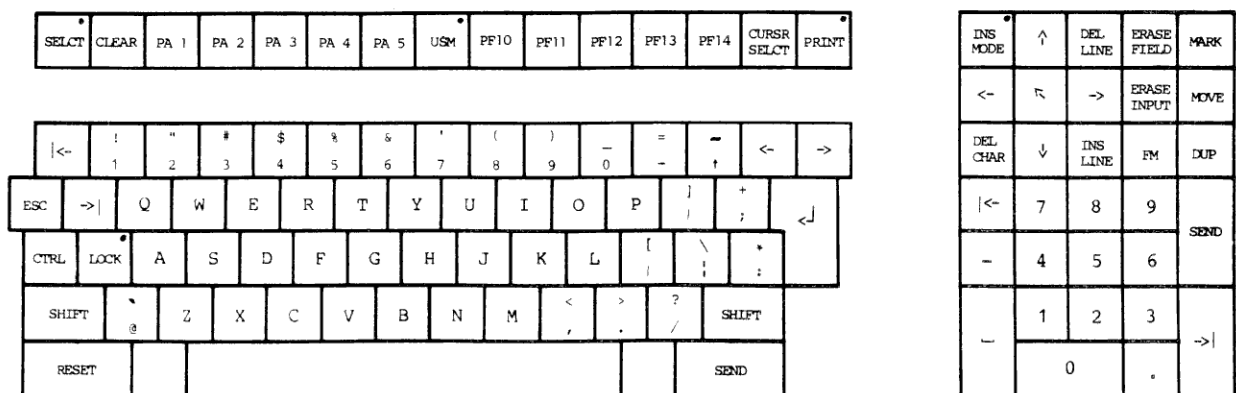 SELCT CLEAR PA 1 PA 2 PA 3 PA 4 PA 5 USM PF10 PF11 PF12 PF13 PF14 CURSR SELCT PRINT
INS MODE ↑ DEL LINE ERASE FIELD MARK
<- ↖ -> ERASE INPUT MOVE
|<- ! 1 " 2 # 3 $ 4 % 5 & 6 ' 7 ( 8 ) 9 _ 0 = - ~ ↑ <- ->
DEL CHAR ↓ INS LINE FM DUP
ESC ->| Q W E R T Y U I O P ] + ; ↵
|<- 7 8 9 SEND
CTRL LOCK A S D F G H J K L [ \ ¦ * :
- 4 5 6
SHIFT ` @ Z X C V B N M < , > . ? / SHIFT
1 2 3 ->|
RESET SEND
0 .